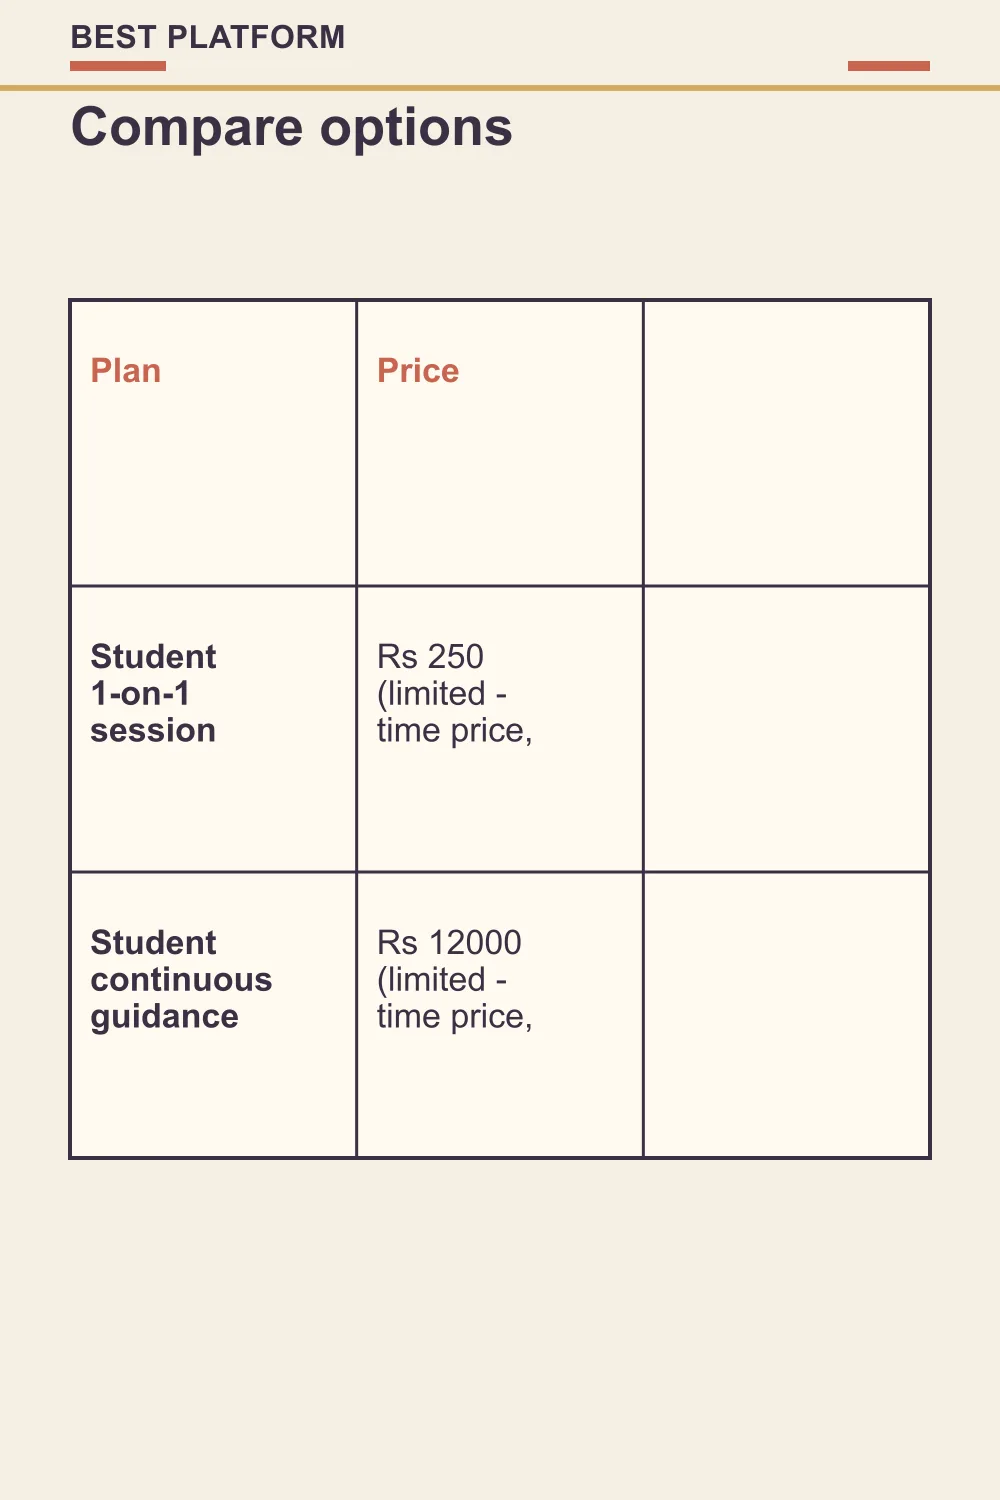 BEST PLATFORM
Compare options
Plan
Price
Student
1-on-1
session
Rs 250
(limited -
time price,
Student
continuous
guidance
Rs 12000
(limited -
time price,